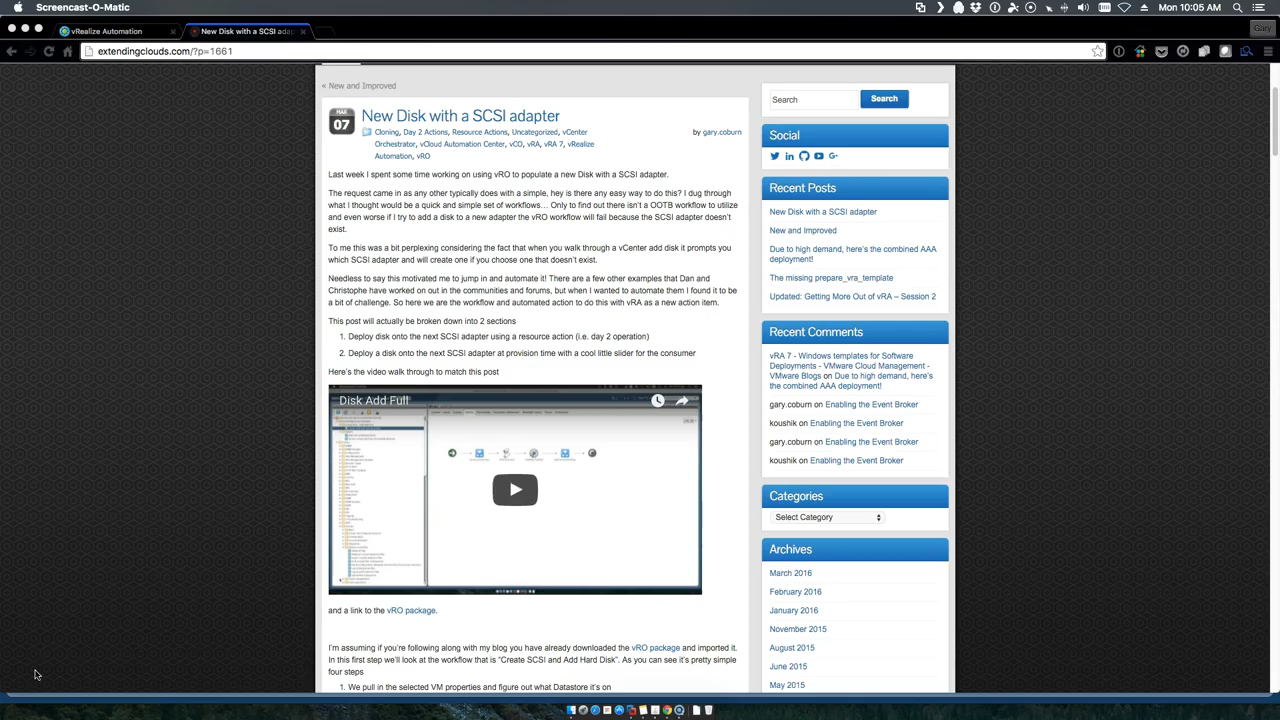 Screencast-O-Matic
vRealize Automation
New Disk with a SCSI adap
Gary
extendingclouds.com/?p=1661
« New and Improved
MAR
07
New Disk with a SCSI adapter
Cloning, Day 2 Actions, Resource Actions, Uncategorized, vCenter
Orchestrator, vCloud Automation Center, vCO, vRA, vRA 7, vRealize
Automation, vRO
by gary.coburn
Last week I spent some time working on using vRO to populate a new Disk with a SCSI adapter.
The request came in as any other typically does with a simple, hey is there any easy way to do this? I dug through
what I thought would be a quick and simple set of workflows… Only to find out there isn't a OOTB workflow to utilize
and even worse if I try to add a disk to a new adapter the vRO workflow will fail because the SCSI adapter doesn't
exist.
To me this was a bit perplexing considering the fact that when you walk through a vCenter add disk it prompts you
which SCSI adapter and will create one if you choose one that doesn't exist.
Needless to say this motivated me to jump in and automate it! There are a few other examples that Dan and
Christophe have worked on out in the communities and forums, but when I wanted to automate them I found it to be
a bit of challenge. So here we are the workflow and automated action to do this with vRA as a new action item.
This post will actually be broken down into 2 sections
1. Deploy disk onto the next SCSI adapter using a resource action (i.e. day 2 operation)
2. Deploy a disk onto the next SCSI adapter at provision time with a cool little slider for the consumer
Here's the video walk through to match this post
Disk Add Full
and a link to the vRO package.
I'm assuming if you're following along with my blog you have already downloaded the vRO package and imported it.
In this first step we'll look at the workflow that is "Create SCSI and Add Hard Disk". As you can see it's pretty simple
four steps
1. We pull in the selected VM properties and figure out what Datastore it's on
Search
Search
Social
Recent Posts
New Disk with a SCSI adapter
New and Improved
Due to high demand, here's the combined AAA
deployment!
The missing prepare_vra_template
Updated: Getting More Out of vRA – Session 2
Recent Comments
vRA 7 - Windows templates for Software
Deployments - VMware Cloud Management -
VMware Blogs on Due to high demand, here's
the combined AAA deployment!
gary.coburn on Enabling the Event Broker
koushik on Enabling the Event Broker
gary.coburn on Enabling the Event Broker
koushik on Enabling the Event Broker
Categories
Select Category
Archives
March 2016
February 2016
January 2016
November 2015
August 2015
June 2015
May 2015